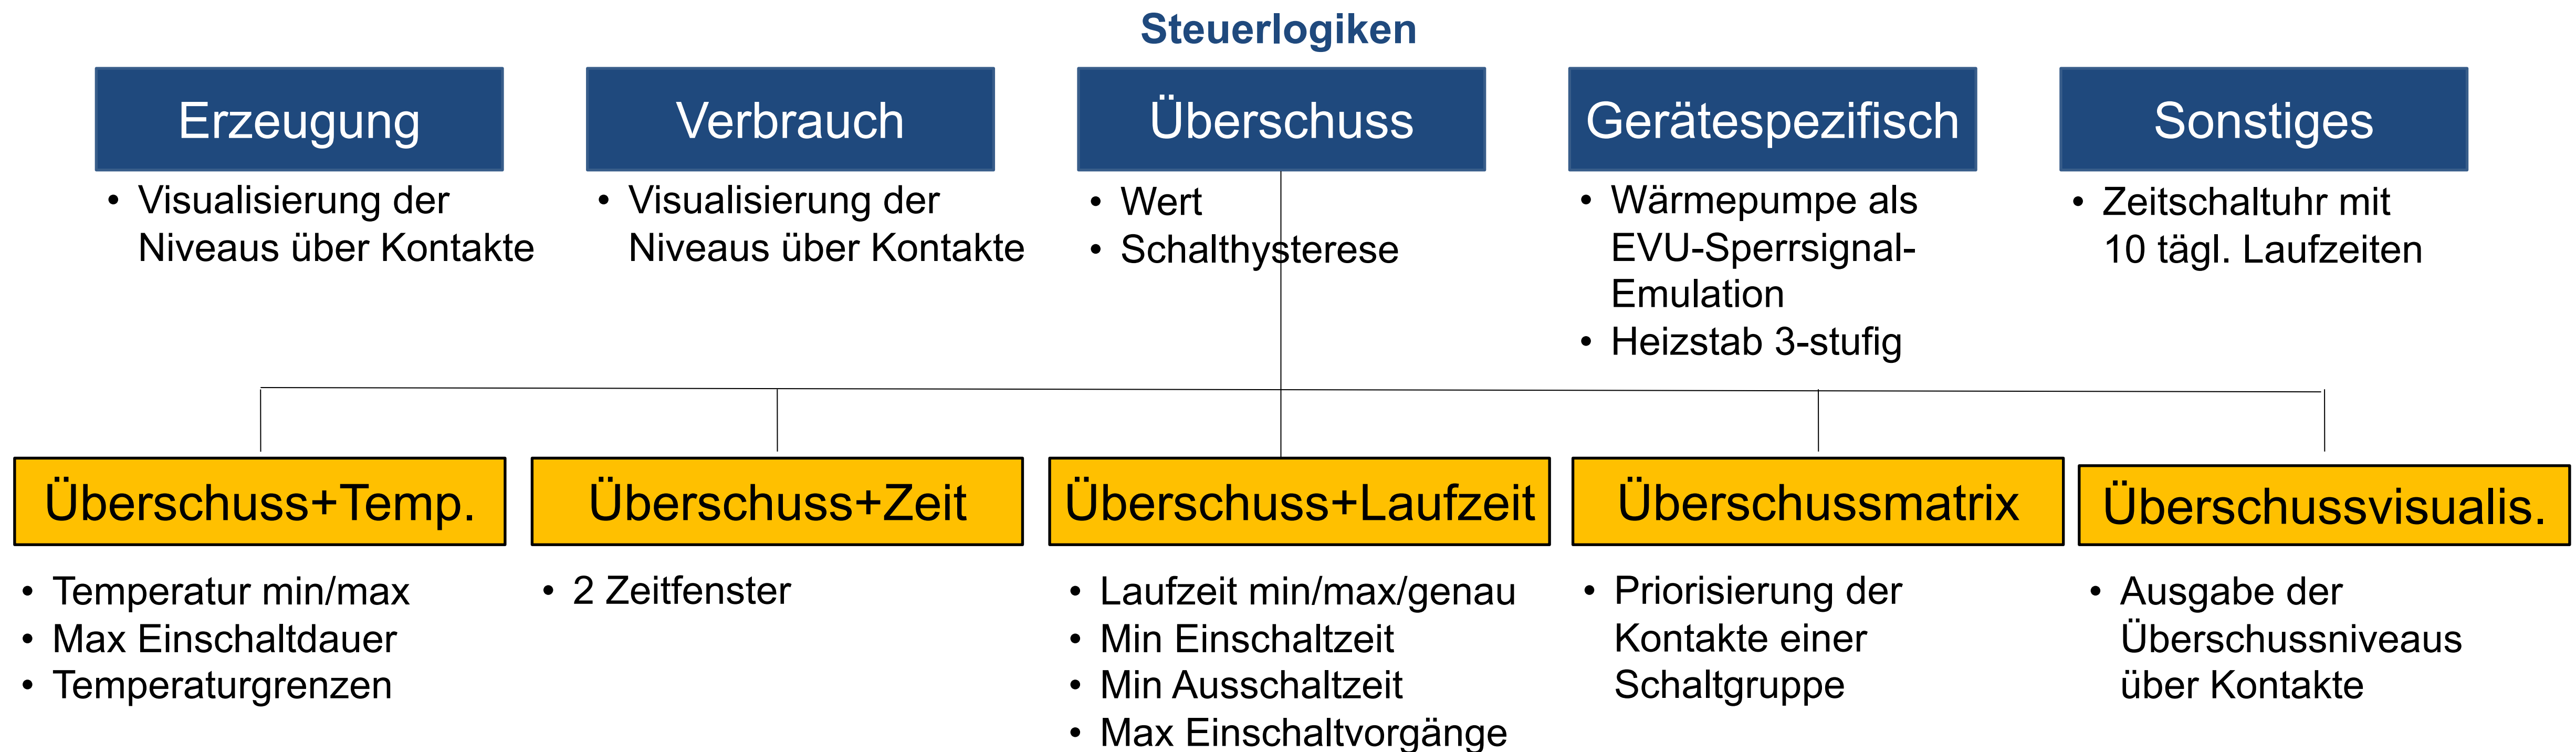 Steuerlogiken
Erzeugung
• Visualisierung der
Niveaus über Kontakte
Verbrauch
• Visualisierung der
Niveaus über Kontakte
Überschuss
• Wert
• Schalthysterese
Gerätespezifisch
• Wärmepumpe als
EVU-Sperrsignal-
Emulation
• Heizstab 3-stufig
Sonstiges
• Zeitschaltuhr mit
10 tägl. Laufzeiten
Überschuss+Temp.
• Temperatur min/max
• Max Einschaltdauer
• Temperaturgrenzen
Überschuss+Zeit
• 2 Zeitfenster
Überschuss+Laufzeit
• Laufzeit min/max/genau
• Min Einschaltzeit
• Min Ausschaltzeit
• Max Einschaltvorgänge
Überschussmatrix
• Priorisierung der
Kontakte einer
Schaltgruppe
Überschussvisualis.
• Ausgabe der
Überschussniveaus
über Kontakte